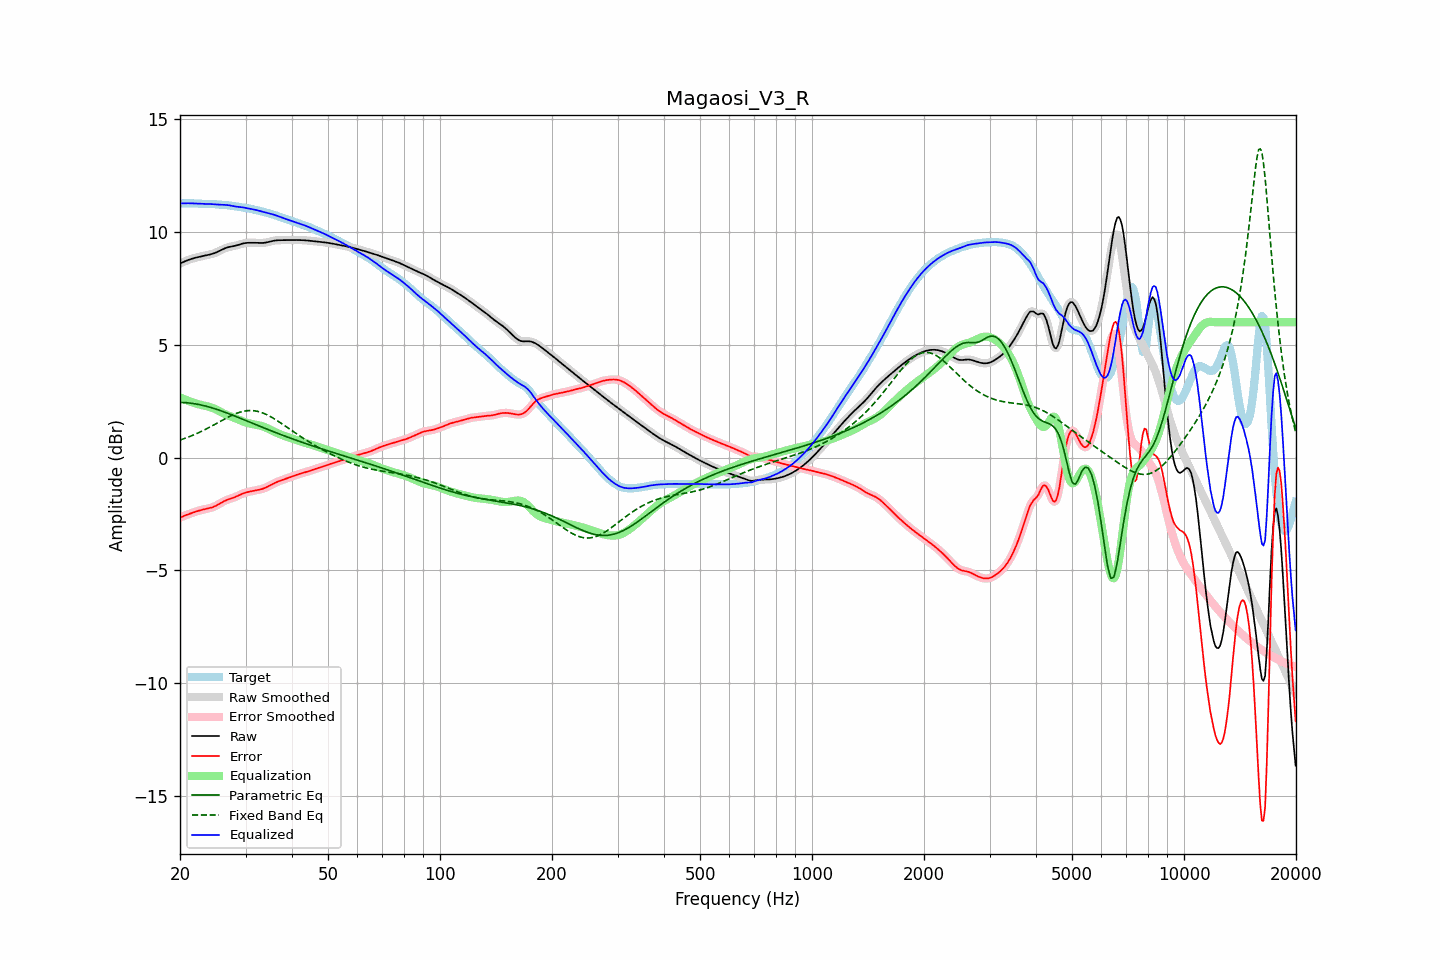 Magaosi_V3_R
Amplitude (dBr)
15
10
5
0
−5
−10
−15
Target
Raw Smoothed
Error Smoothed
Raw
Error
Equalization
Parametric Eq
Fixed Band Eq
Equalized
20 50 100 200 500 1000 2000 5000 10000 20000
Frequency (Hz)